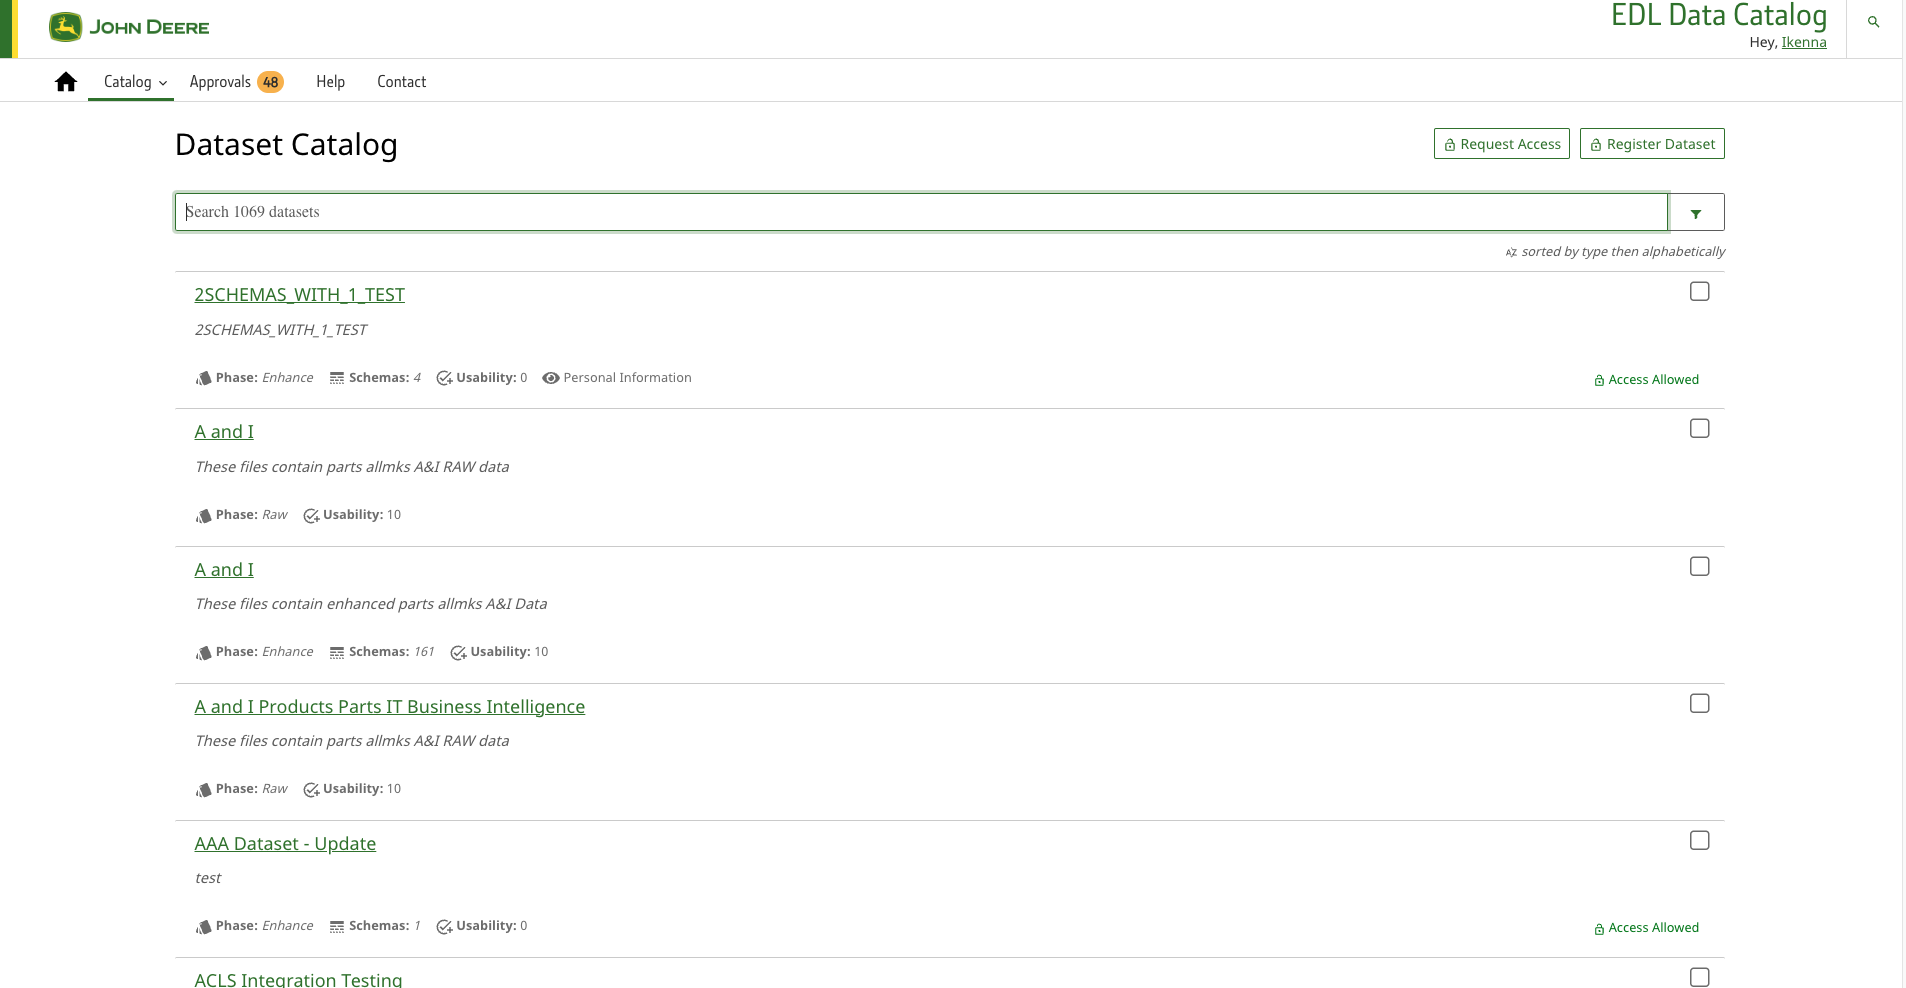 JOHN DEERE
EDL Data Catalog
Hey, Ikenna
Catalog
Approvals 48
Help
Contact
Dataset Catalog
Request Access
Register Dataset
Search 1069 datasets
AZ sorted by type then alphabetically
2SCHEMAS_WITH_1_TEST
2SCHEMAS_WITH_1_TEST
Phase: Enhance Schemas: 4 Usability: 0 Personal Information
Access Allowed
A and I
These files contain parts allmks A&I RAW data
Phase: Raw Usability: 10
A and I
These files contain enhanced parts allmks A&I Data
Phase: Enhance Schemas: 161 Usability: 10
A and I Products Parts IT Business Intelligence
These files contain parts allmks A&I RAW data
Phase: Raw Usability: 10
AAA Dataset - Update
test
Phase: Enhance Schemas: 1 Usability: 0
Access Allowed
ACLS Integration Testing